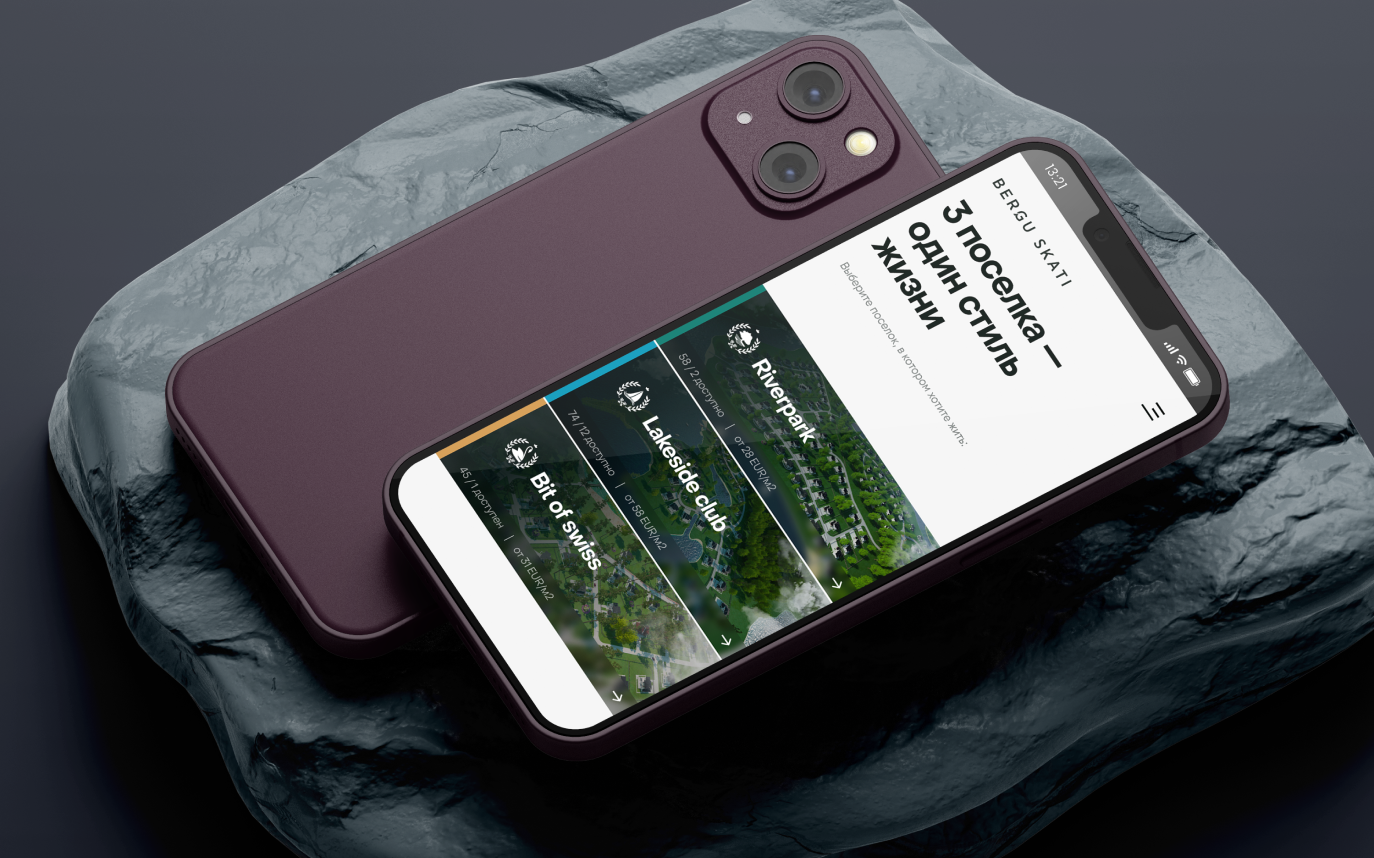 13:21
BERGU SKATI
3 поселка —
один стиль
жизни
Выберите поселок, в котором хотите жить:
Riverpark
58 / 2 доступно | от 28 EUR/м2
Lakeside club
74 / 12 доступно | от 58 EUR/м2
Bit of swiss
45 / 1 доступен | от 31 EUR/м2